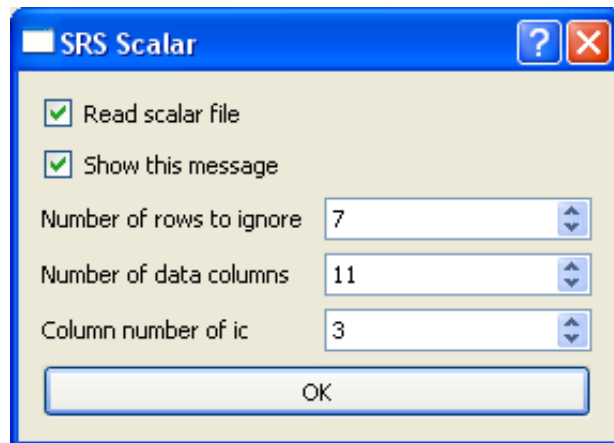 SRS Scalar ?
Read scalar file
Show this message
Number of rows to ignore 7
Number of data columns 11
Column number of ic 3
OK